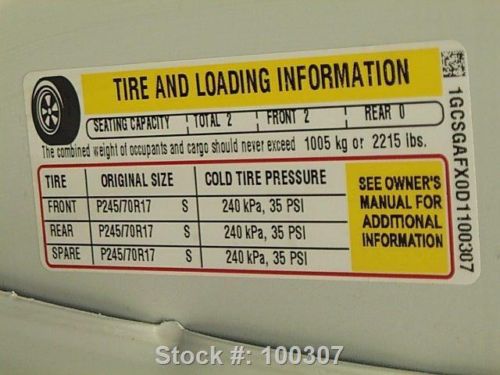 TIRE AND LOADING INFORMATION
SEATING CAPACITY TOTAL 2 FRONT 2 REAR 0
The combined weight of occupants and cargo should never exceed 1005 kg or 2215 lbs.
TIRE ORIGINAL SIZE COLD TIRE PRESSURE
FRONT P245/70R17 S 240 kPa, 35 PSI
REAR P245/70R17 S 240 kPa, 35 PSI
SPARE P245/70R17 S 240 kPa, 35 PSI
SEE OWNER'S
MANUAL FOR
ADDITIONAL
INFORMATION
1GCSGAFX0D1100307
Stock #: 100307